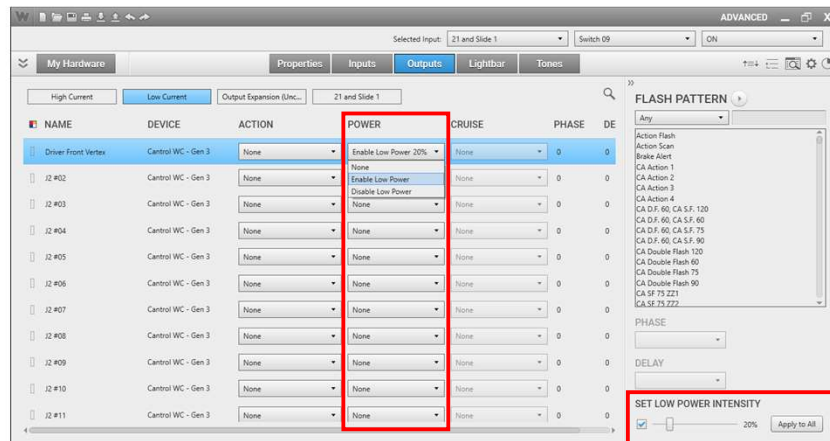 W
ADVANCED
X
Selected Input: 21 and Slide 1 Switch 09 ON
My Hardware Properties Inputs Outputs Lightbar Tones
High Current Low Current Output Expansion (Unc... 21 and Slide 1
NAME DEVICE ACTION POWER CRUISE PHASE DE
Driver Front Vertex Cantrol WC - Gen 3 None Enable Low Power 20% None 0 0
None
Enable Low Power
Disable Low Power
J2 #02 Cantrol WC - Gen 3 None None 0 0
J2 #03 Cantrol WC - Gen 3 None None None 0 0
J2 #04 Cantrol WC - Gen 3 None None None 0 0
J2 #05 Cantrol WC - Gen 3 None None None 0 0
J2 #06 Cantrol WC - Gen 3 None None None 0 0
J2 #07 Cantrol WC - Gen 3 None None None 0 0
J2 #08 Cantrol WC - Gen 3 None None None 0 0
J2 #09 Cantrol WC - Gen 3 None None None 0 0
J2 #10 Cantrol WC - Gen 3 None None None 0 0
J2 #11 Cantrol WC - Gen 3 None None None 0 0
FLASH PATTERN
Any
Action Flash
Action Scan
Brake Alert
CA Action 1
CA Action 2
CA Action 3
CA Action 4
CA D.F. 60, CA S.F. 120
CA D.F. 60, CA S.F. 60
CA D.F. 60, CA S.F. 75
CA D.F. 60, CA S.F. 90
CA Double Flash 120
CA Double Flash 60
CA Double Flash 75
CA Double Flash 90
CA SF 75 ZZ1
CA SF 75 ZZ2
PHASE
DELAY
SET LOW POWER INTENSITY
20% Apply to All